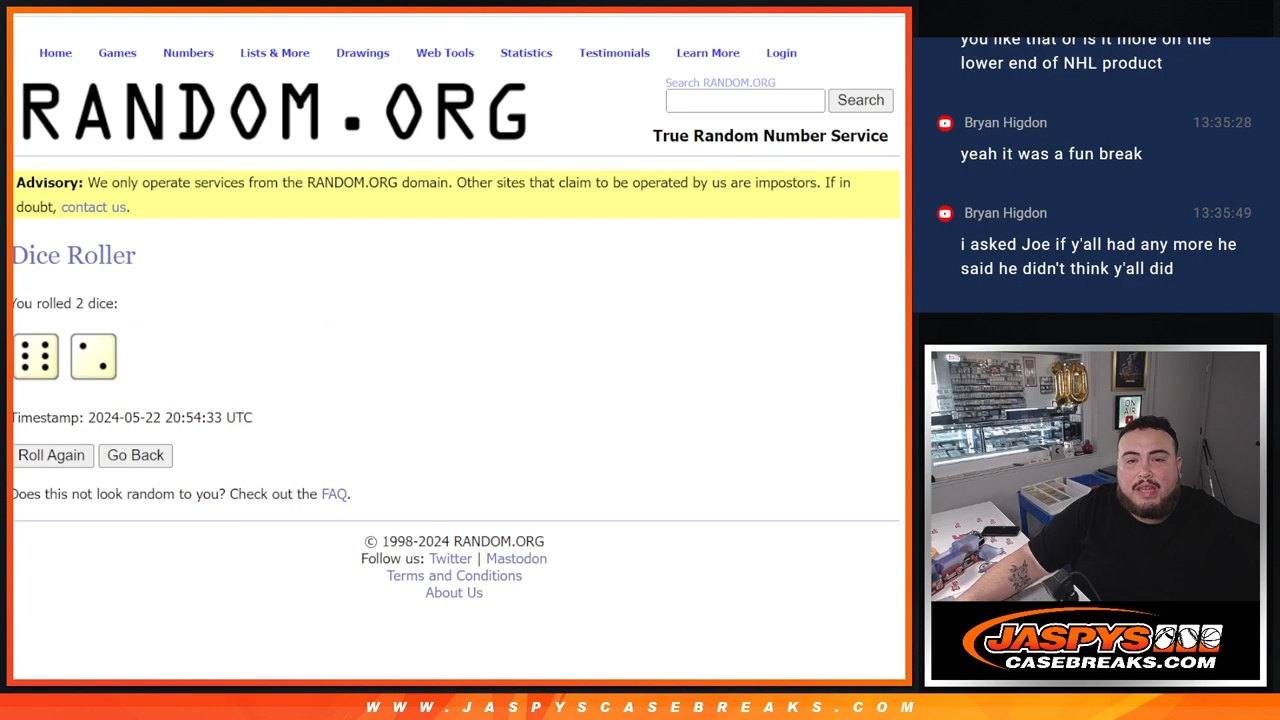 Home Games Numbers Lists & More Drawings Web Tools Statistics Testimonials Learn More Login
Search RANDOM.ORG
RANDOM.ORG
Search
True Random Number Service
Advisory: We only operate services from the RANDOM.ORG domain. Other sites that claim to be operated by us are impostors. If in
doubt, contact us.
Dice Roller
You rolled 2 dice:
Timestamp: 2024-05-22 20:54:33 UTC
Roll Again Go Back
Does this not look random to you? Check out the FAQ.
© 1998-2024 RANDOM.ORG
Follow us: Twitter | Mastodon
Terms and Conditions
About Us
you like that or is it more on the
lower end of NHL product
Bryan Higdon 13:35:28
yeah it was a fun break
Bryan Higdon 13:35:49
i asked Joe if y'all had any more he
said he didn't think y'all did
10
ON
AIR
JASPYS
CASEBREAKS.COM
WWW.JASPYSCASEBREAKS.COM